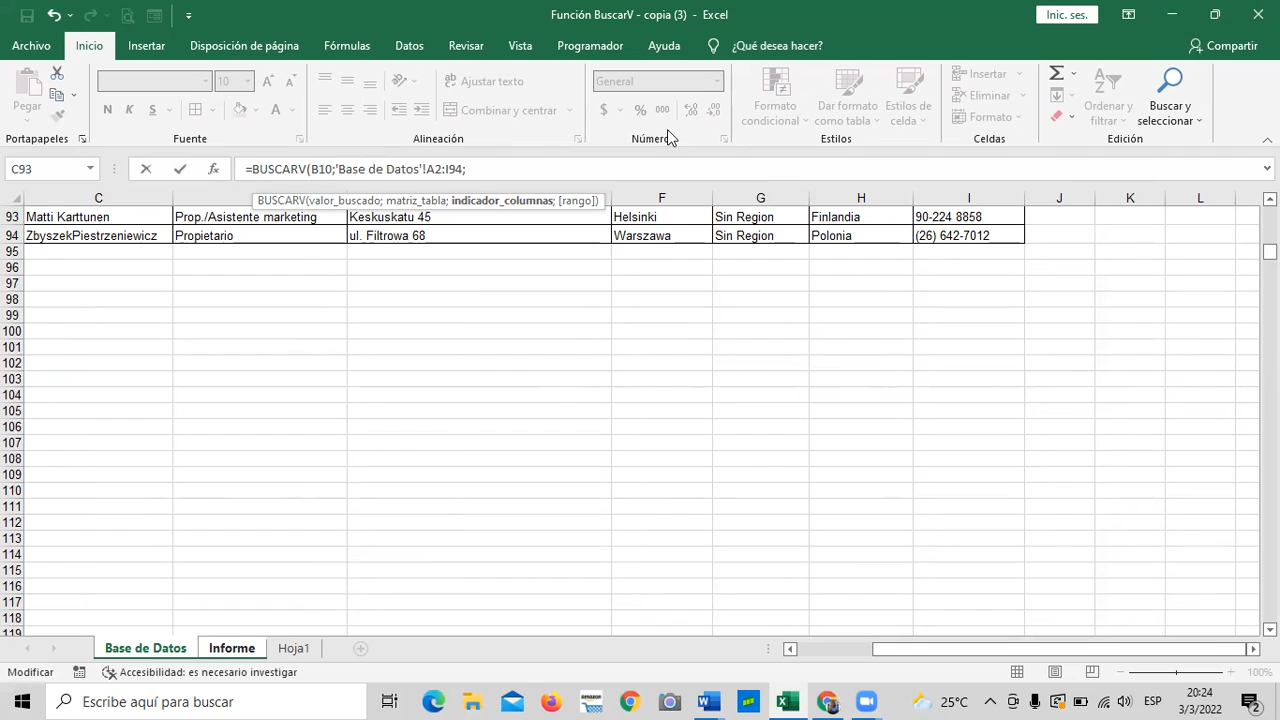 Función BuscarV - copia (3) - Excel
Inic. ses.
Archivo Inicio Insertar Disposición de página Fórmulas Datos Revisar Vista Programador Ayuda ¿Qué desea hacer? Compartir
Pegar
10
Ajustar texto
General
Insertar
N K S
Combinar y centrar
$ % 000
Formato condicional
Dar formato como tabla
Estilos de celda
Eliminar
Formato
Ordenar y filtrar
Buscar y seleccionar
Portapapeles Fuente Alineación Número Estilos Celdas Edición
C93 =BUSCARV(B10;'Base de Datos'!A2:I94;
BUSCARV(valor_buscado; matriz_tabla; indicador_columnas; [rango])
C F G H I J K L
93 Matti Karttunen Prop./Asistente marketing Keskuskatu 45 Helsinki Sin Region Finlandia 90-224 8858
94 ZbyszekPiestrzeniewicz Propietario ul. Filtrowa 68 Warszawa Sin Region Polonia (26) 642-7012
95
96
97
98
99
100
101
102
103
104
105
106
107
108
109
110
111
112
113
114
115
116
117
118
119
Base de Datos Informe Hoja1
Modificar Accesibilidad: es necesario investigar 100%
Escribe aquí para buscar
amazon
25°C
ESP
20:24
3/3/2022
2